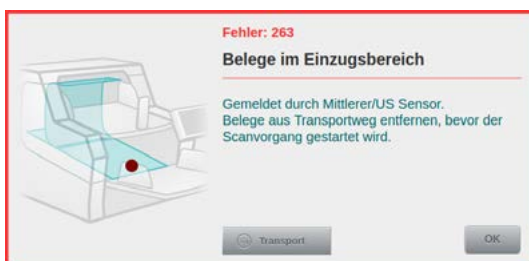 Fehler: 263
Belege im Einzugsbereich
Gemeldet durch Mittlerer/US Sensor.
Belege aus Transportweg entfernen, bevor der
Scanvorgang gestartet wird.
Transport
OK